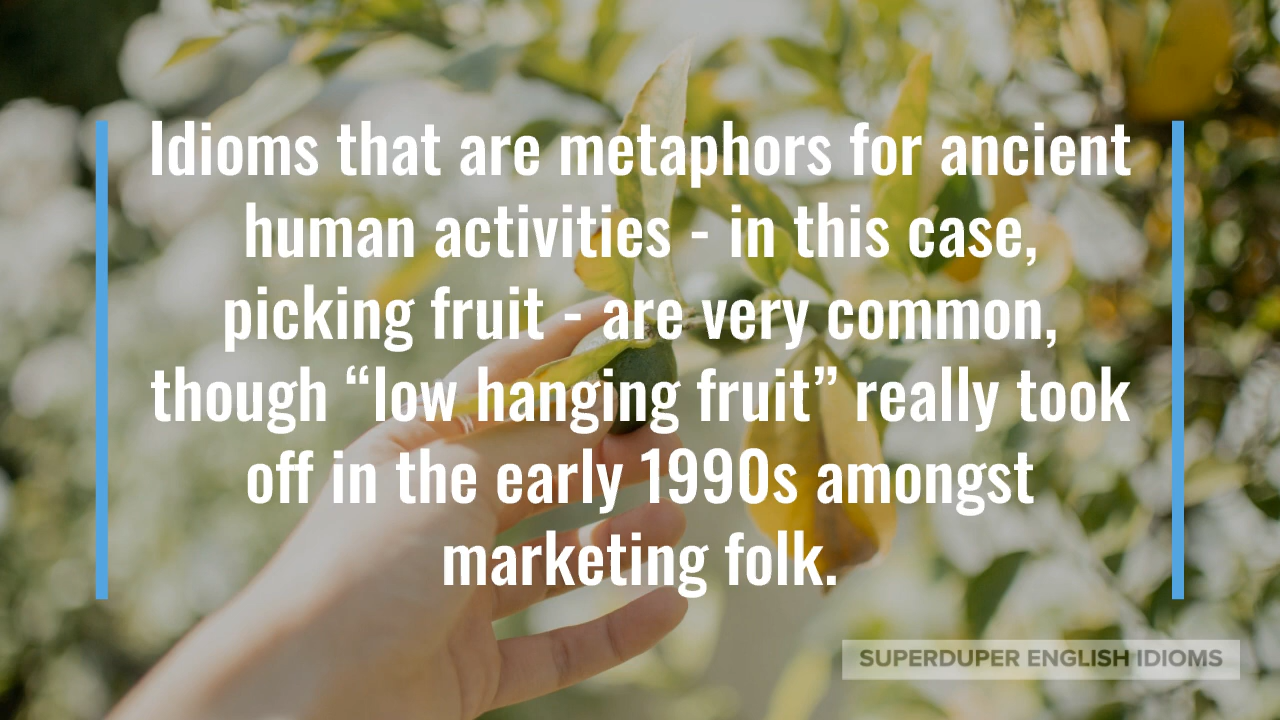 Idioms that are metaphors for ancient
human activities - in this case,
picking fruit - are very common,
though “low hanging fruit” really took
off in the early 1990s amongst
marketing folk.
SUPERDUPER ENGLISH IDIOMS